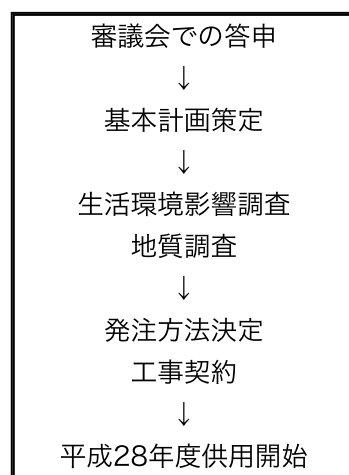 審議会での答申
↓
基本計画策定
↓
生活環境影響調査
地質調査
↓
発注方法決定
工事契約
↓
平成28年度供用開始